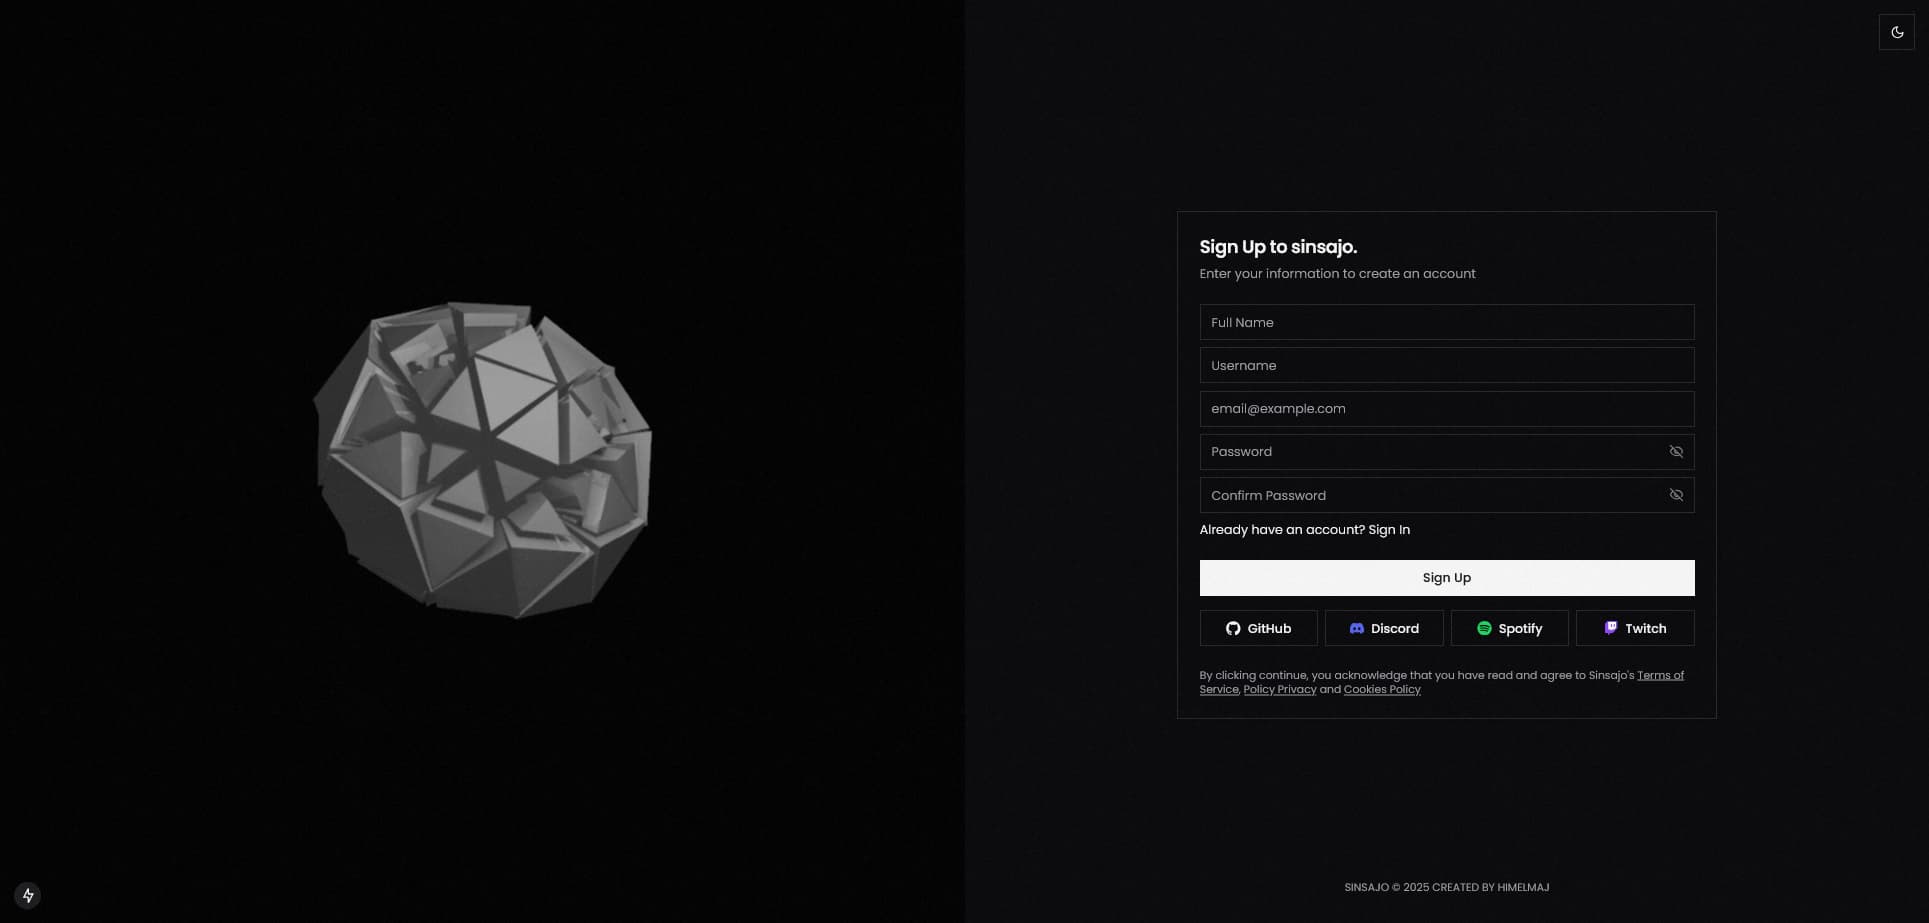 Sign Up to sinsajo.
Enter your information to create an account
Full Name
Username
email@example.com
Password
Confirm Password
Already have an account? Sign In
Sign Up
GitHub
Discord
Spotify
Twitch
By clicking continue, you acknowledge that you have read and agree to Sinsajo's Terms of
Service, Policy Privacy and Cookies Policy
SINSAJO © 2025 CREATED BY HIMELMAJ